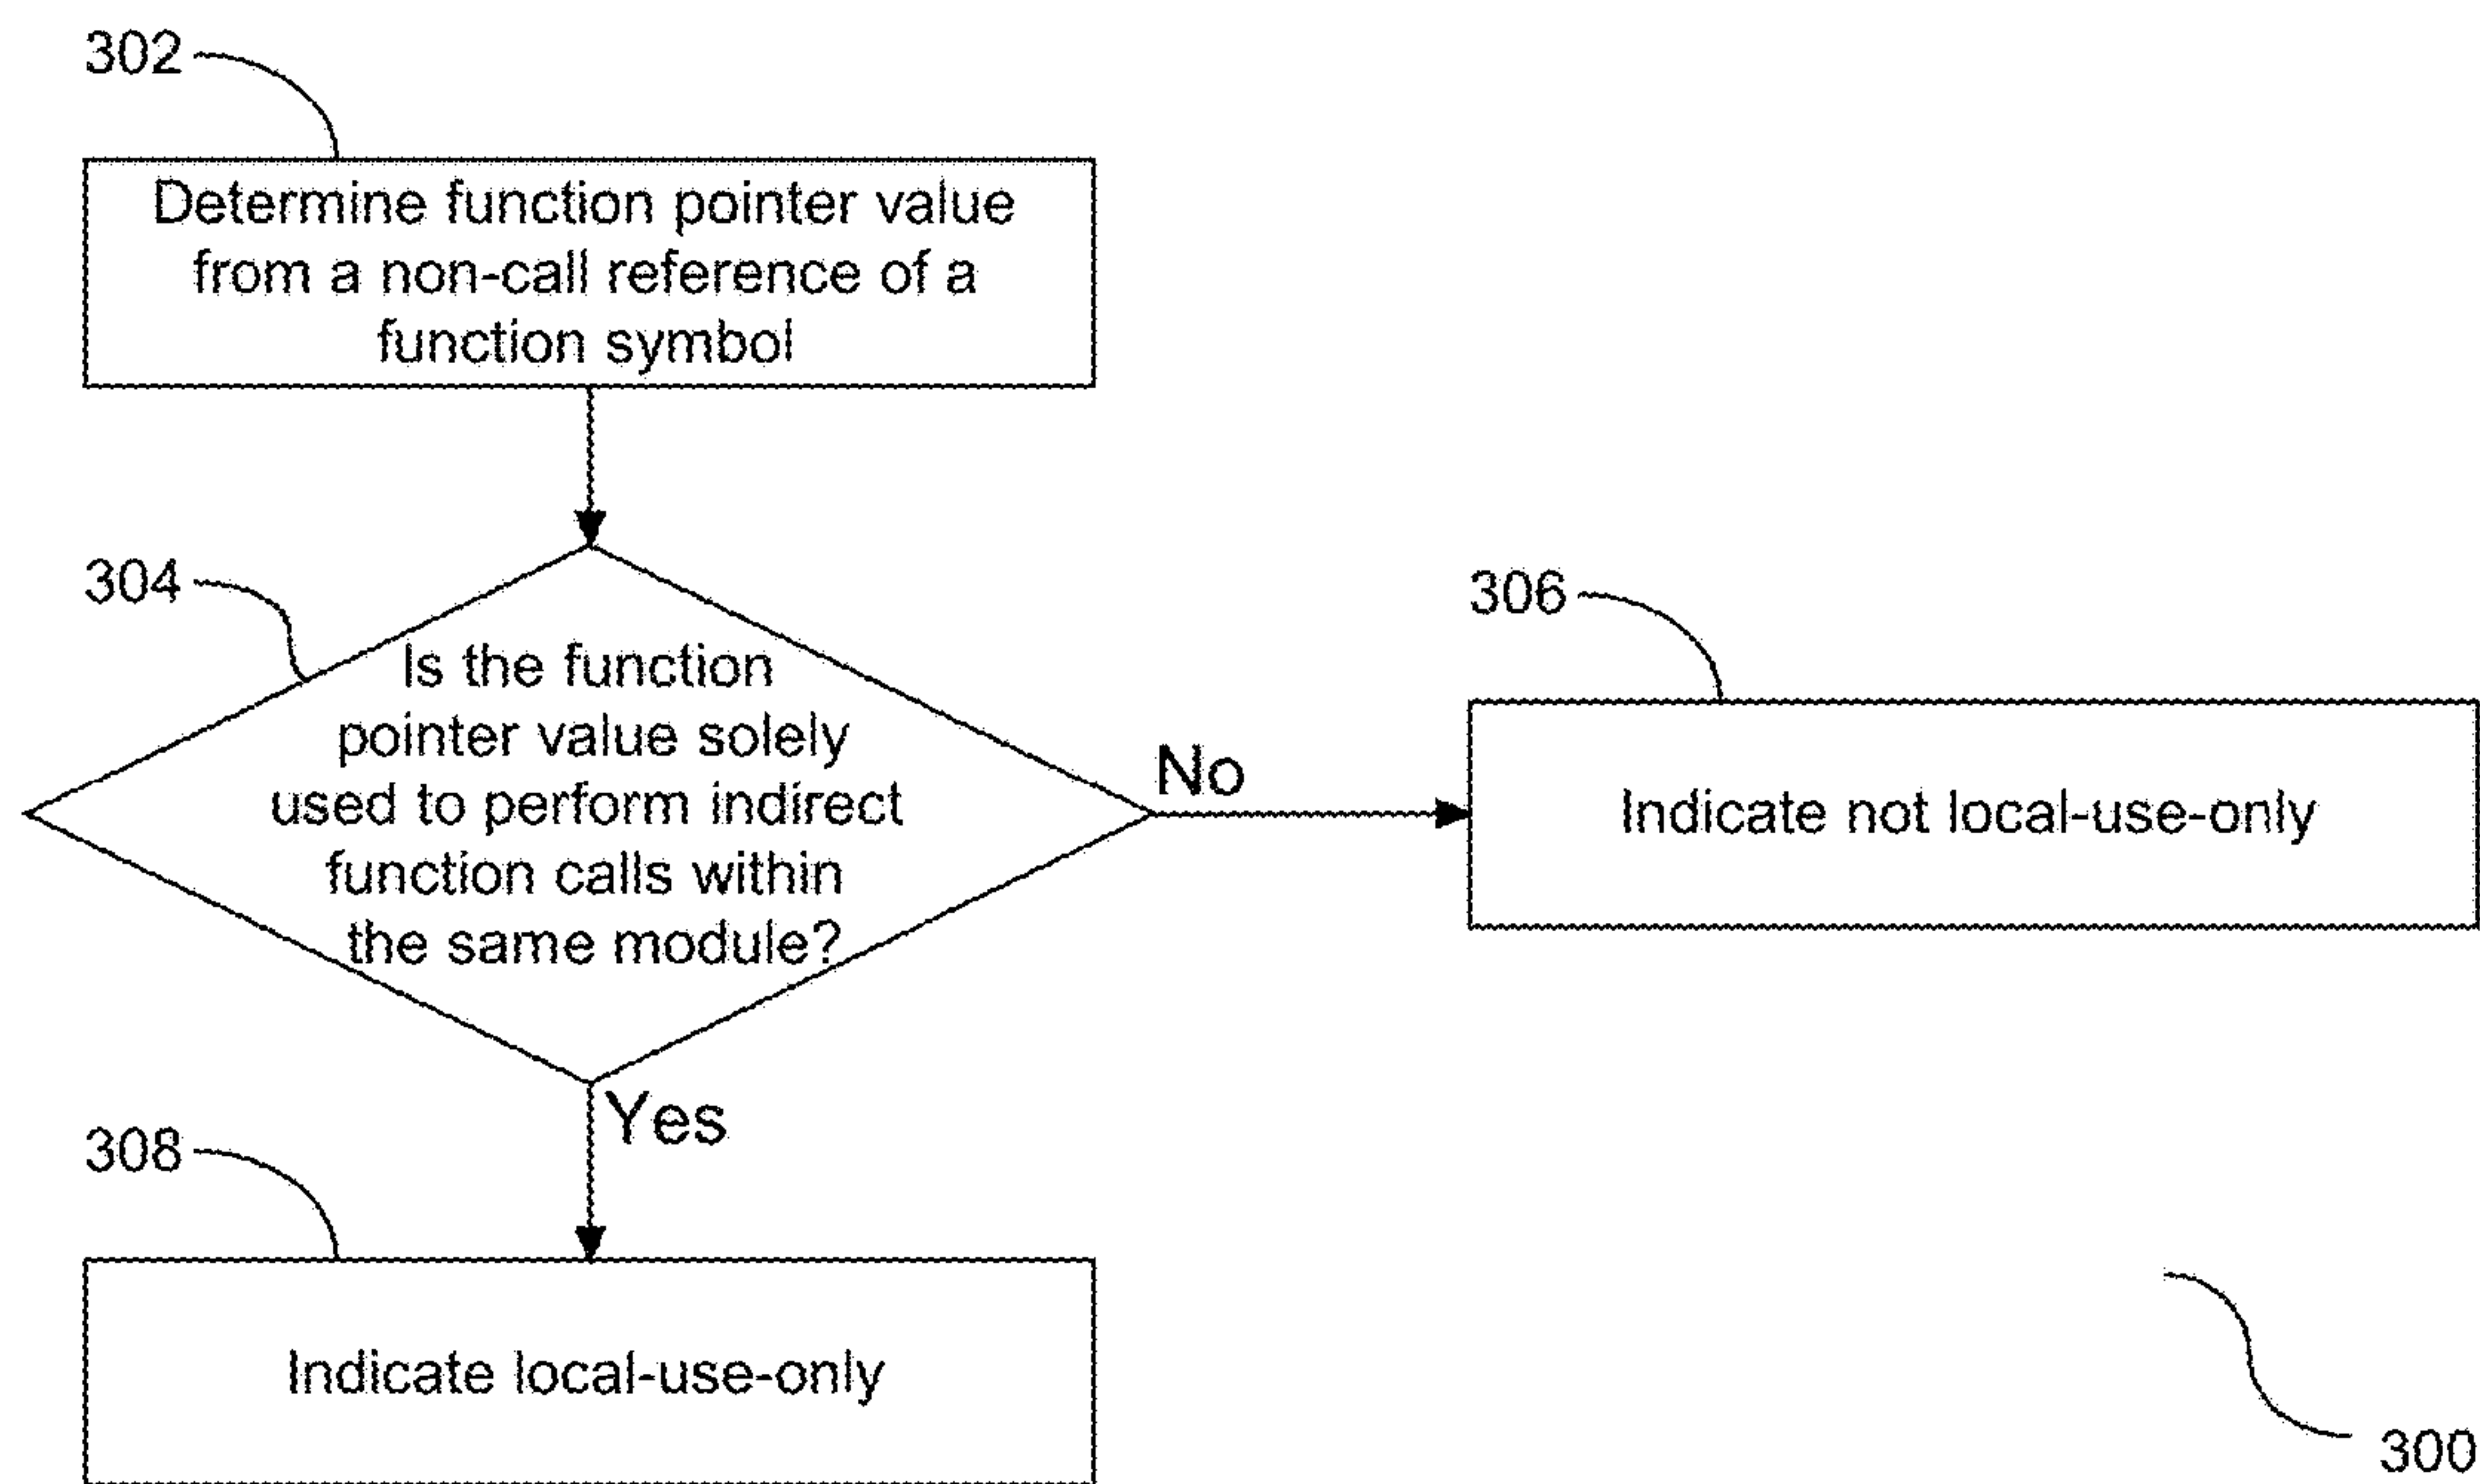 302
Determine function pointer value
from a non-call reference of a
function symbol
304
Is the function
pointer value solely
used to perform indirect
function calls within
the same module?
No
306
Indicate not local-use-only
Yes
308
Indicate local-use-only
300